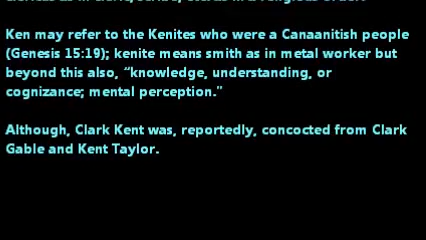 Ken may refer to the Kenites who were a Canaanitish people
(Genesis 15:19); kenite means smith as in metal worker but
beyond this also, “knowledge, understanding, or
cognizance; mental perception.”
Although, Clark Kent was, reportedly, concocted from Clark
Gable and Kent Taylor.